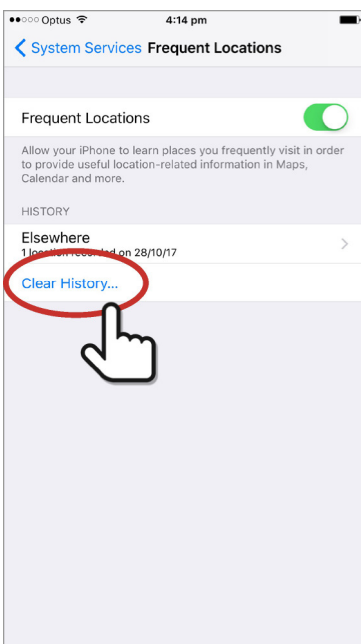 Optus 4:14 pm
System Services Frequent Locations
Frequent Locations
Allow your iPhone to learn places you frequently visit in order
to provide useful location-related information in Maps,
Calendar and more.
HISTORY
Elsewhere
1 location recorded on 28/10/17
Clear History...